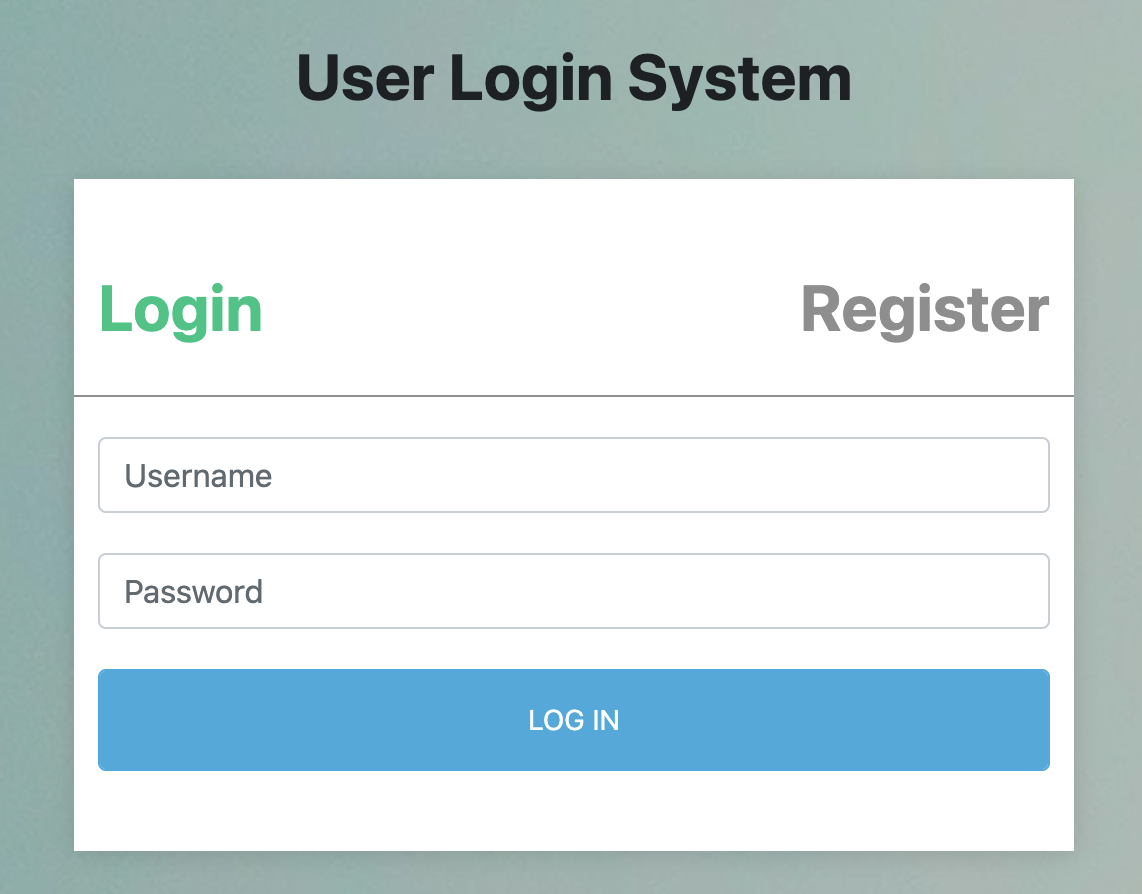 User Login System
Login Register
Username
Password
LOG IN